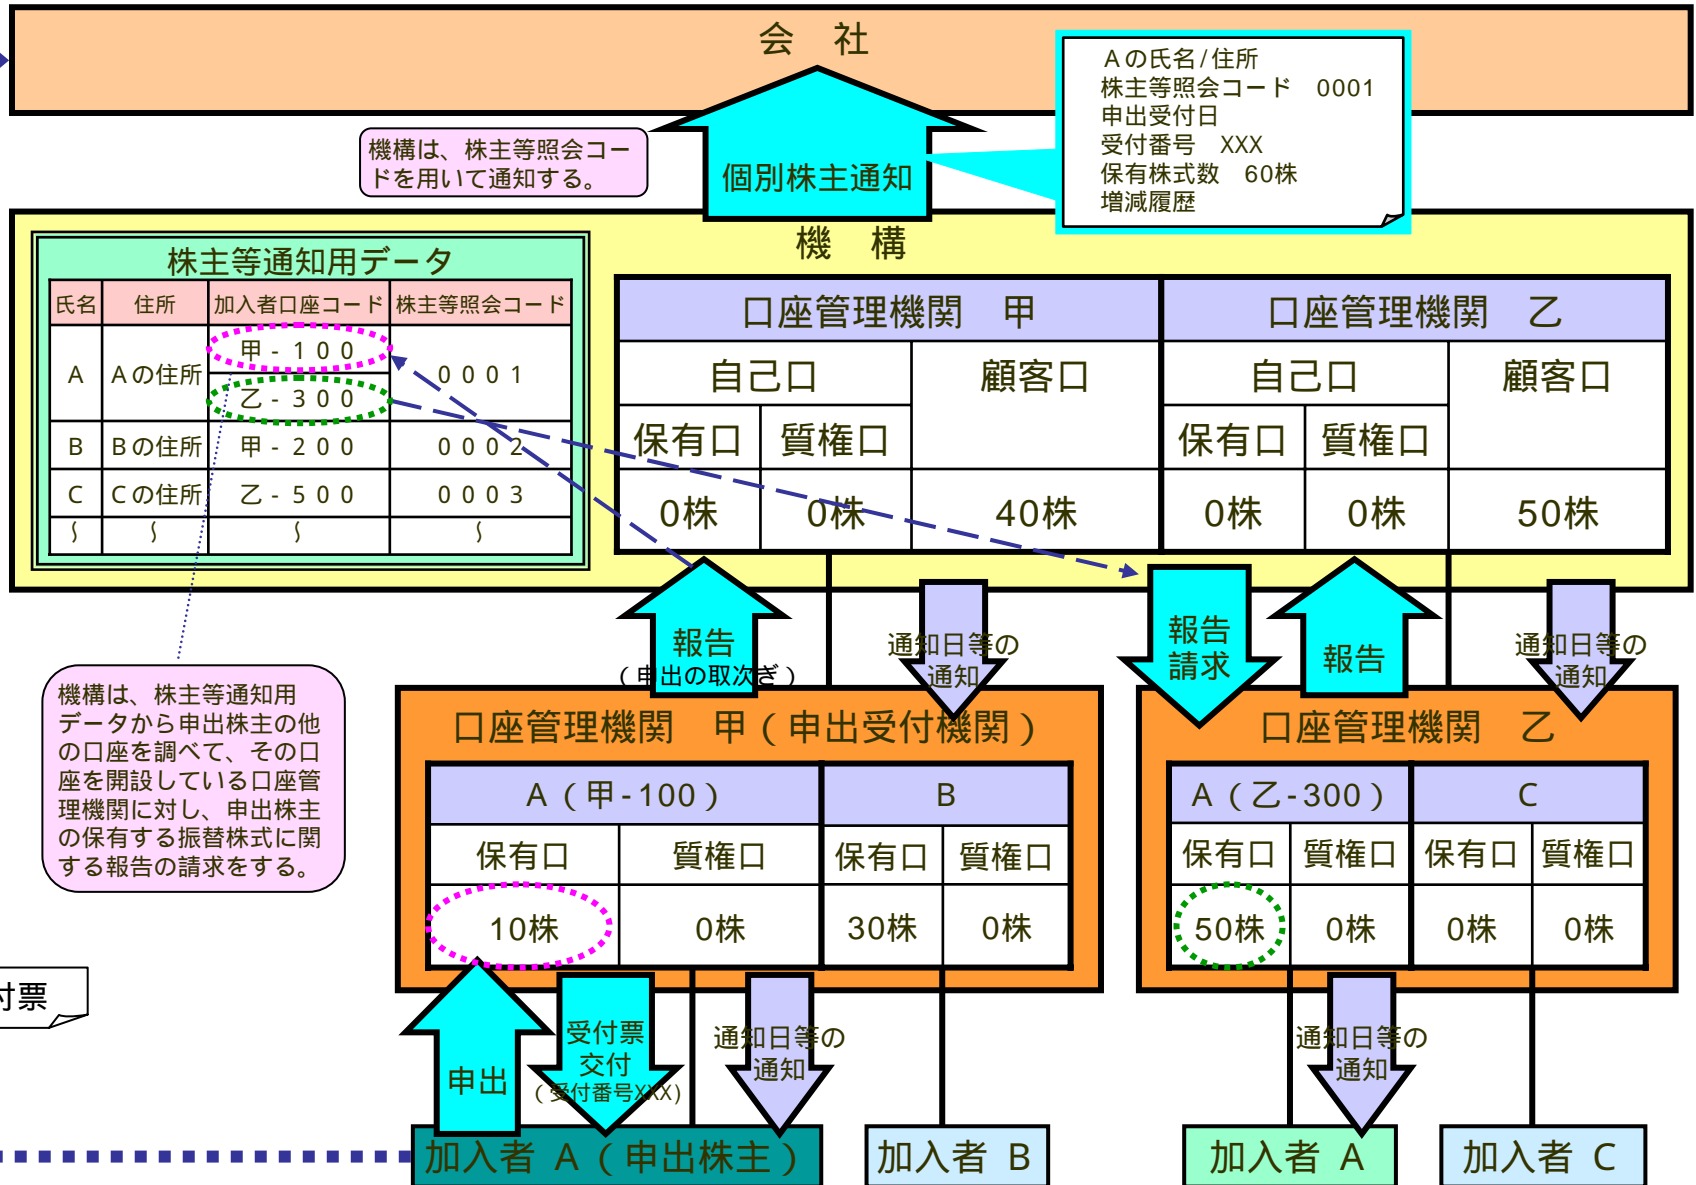 会　社
Ａの氏名/住所
株主等照会コード　0001
申出受付日
受付番号　XXX
保有株式数　60株
増減履歴
機構は、株主等照会コー
ドを用いて通知する。
個別株主通知
機　構
株主等通知用データ
氏名　住所　加入者口座コード　株主等照会コード
A　Aの住所　甲-１００　０００１
乙-３００
B　Bの住所　甲-２００　０００２
C　Cの住所　乙-５００　０００３
～　～　～　～
口座管理機関　甲　口座管理機関　乙
自己口　顧客口　自己口　顧客口
保有口　質権口　保有口　質権口
0株　0株　40株　0株　0株　50株
報告
（申出の取次ぎ）
通知日等の
通知
報告
請求
報告
通知日等の
通知
機構は、株主等通知用
データから申出株主の他
の口座を調べて、その口
座を開設している口座管
理機関に対し、申出株主
の保有する振替株式に関
する報告の請求をする。
口座管理機関　甲（申出受付機関）
A（甲-100）　B
保有口　質権口　保有口　質権口
10株　0株　30株　0株
口座管理機関　乙
A（乙-300）　C
保有口　質権口　保有口　質権口
50株　0株　0株　0株
付票
申出
受付票
交付
（受付番号XXX）
通知日等の
通知
通知日等の
通知
加入者 A（申出株主）
加入者 B
加入者 A
加入者 C